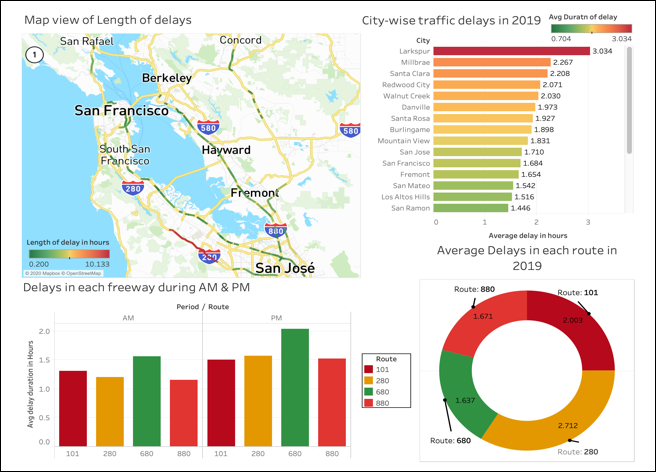 Map view of Length of delays
San Rafael
Concord
1
Berkeley
San Francisco
580
580
Hayward
South San
Francisco
280
Fremont
880
280
San José
Length of delay in hours
0.200 10.133
© 2020 Mapbox © OpenStreetMap
City-wise traffic delays in 2019
Avg Duratn of delay
0.704 3.034
City
Larkspur 3.034
Millbrae 2.267
Santa Clara 2.208
Redwood City 2.071
Walnut Creek 2.030
Danville 1.973
Santa Rosa 1.927
Burlingame 1.898
Mountain View 1.831
San Jose 1.710
San Francisco 1.684
Fremont 1.654
San Mateo 1.542
Los Altos Hills 1.516
San Ramon 1.446
0 1 2 3
Average delay in hours
Delays in each freeway during AM & PM
Period / Route
AM PM
Avg delay duration in Hours
2.0
1.5
1.0
0.5
0.0
101 280 680 880 101 280 680 880
Route
101
280
680
880
Average Delays in each route in
2019
Route: 880
Route: 101
1.671
2.003
1.637
2.712
Route: 680
Route: 280